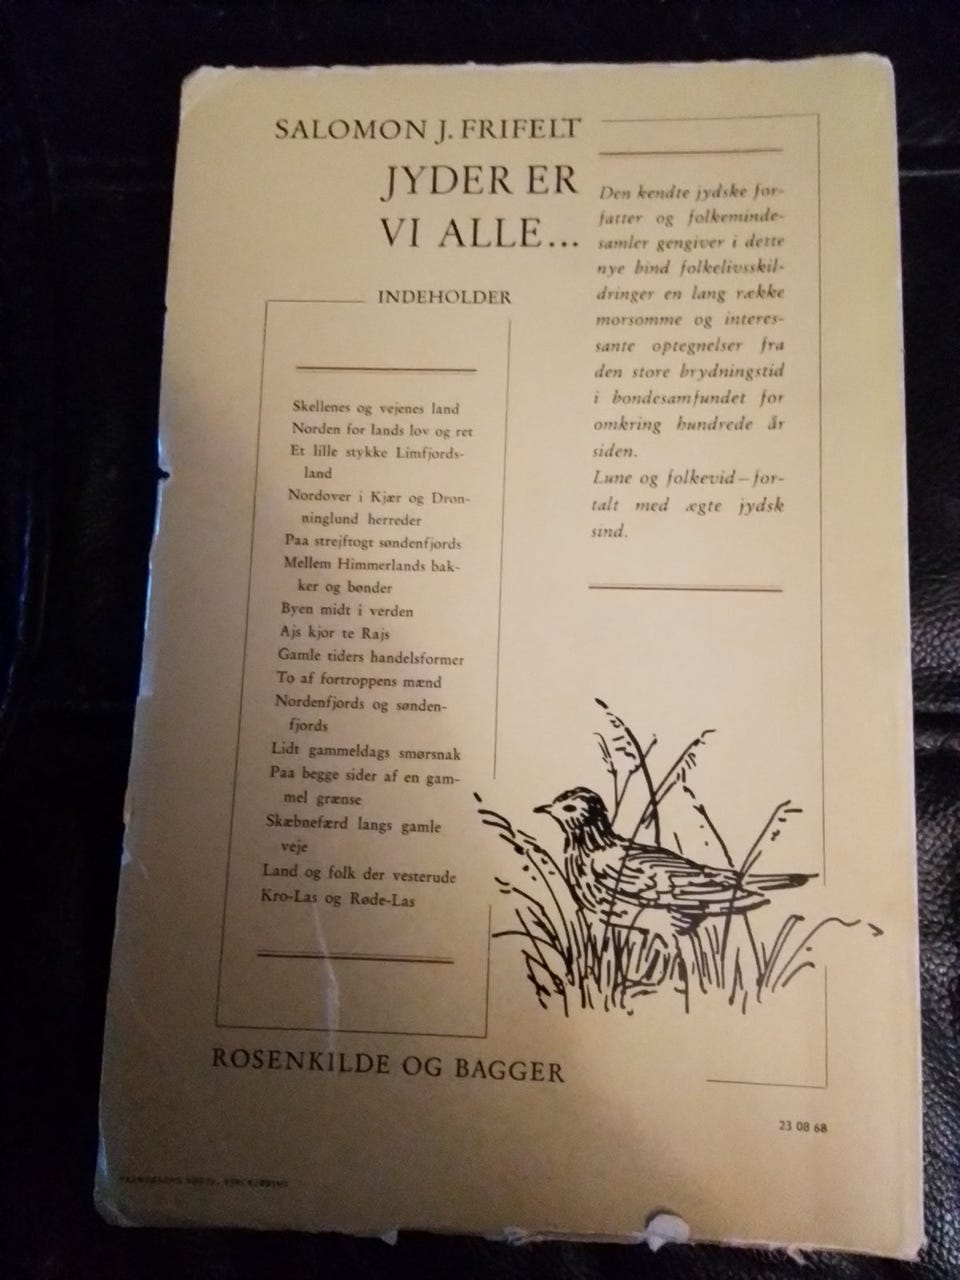 SALOMON J. FRIFELT
JYDER ER
VI ALLE...
INDEHOLDER
Skellenes og vejenes land
Norden for lands lov og ret
Et lille stykke Limfjords-
land
Nordover i Kjær og Dron-
ninglund herreder
Paa strejftogt søndenfjords
Mellem Himmerlands bak-
ker og bønder
Byen midt i verden
Ajs kjor te Rajs
Gamle tiders handelsformer
To af fortroppens mænd
Nordenfjords og sønden-
fjords
Lidt gammeldags smørsnak
Paa begge sider af en gam-
mel grænse
Skæbnefærd langs gamle
veje
Land og folk der vesterude
Kro-Las og Røde-Las
Den kendte jydske for-
fatter og folkeminde-
samler gengiver i dette
nye bind folkelivsskil-
dringer en lang række
morsomme og interes-
sante optegnelser fra
den store brydningstid
i bondesamfundet for
omkring hundrede år
siden.
Lune og folkevid – for-
talt med ægte jydsk
sind.
ROSENKILDE OG BAGGER
23 08 68